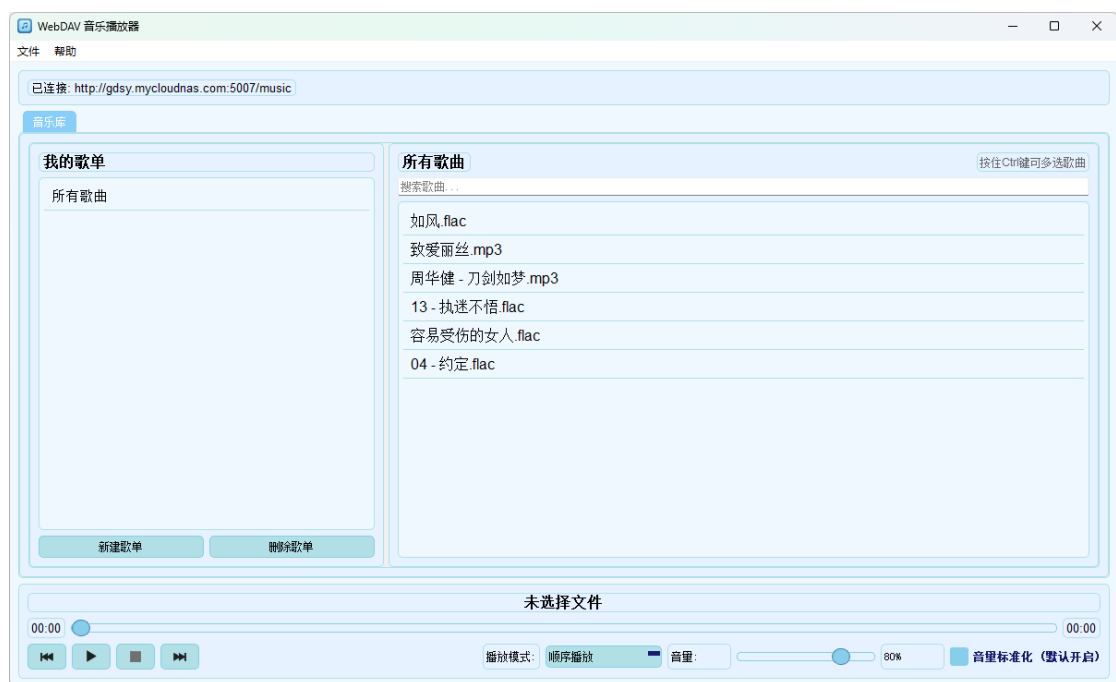 WebDAV 音乐播放器
文件 帮助
已连接: http://gdsy.mycloudnas.com:5007/music
音乐库
我的歌单
所有歌曲
新建歌单 删除歌单
所有歌曲 按住Ctrl键可多选歌曲
搜索歌曲...
如风.flac
致爱丽丝.mp3
周华健 - 刀剑如梦.mp3
13 - 执迷不悟.flac
容易受伤的女人.flac
04 - 约定.flac
未选择文件
00:00 00:00
播放模式: 顺序播放 音量: 80% 音量标准化（默认开启）